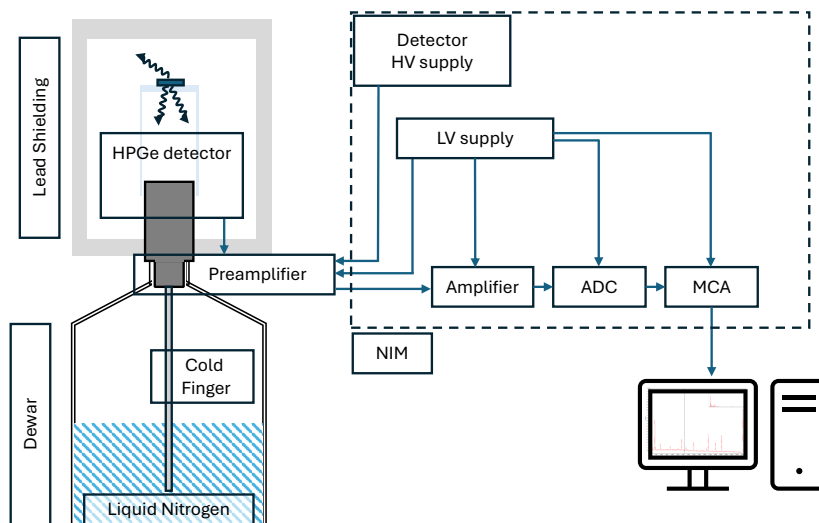 Lead Shielding
HPGe detector
Detector
HV supply
LV supply
Preamplifier
Amplifier
ADC
MCA
NIM
Cold
Finger
Dewar
Liquid Nitrogen